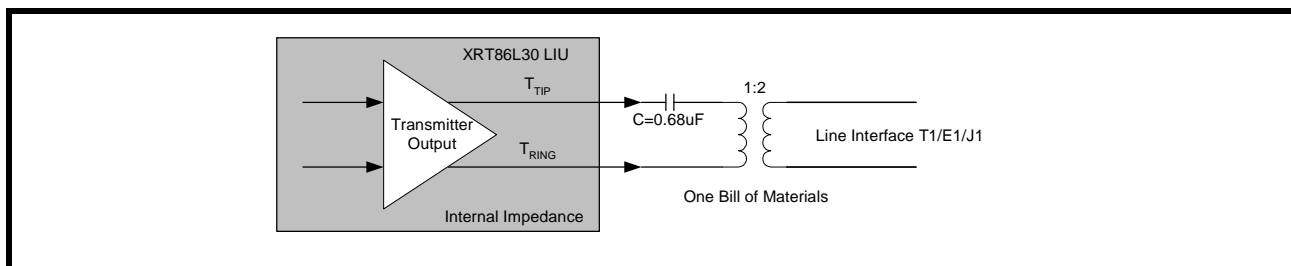 XRT86L30 LIU
TTIP
1:2
C=0.68uF
Transmitter
Output
Line Interface T1/E1/J1
TRING
One Bill of Materials
Internal Impedance